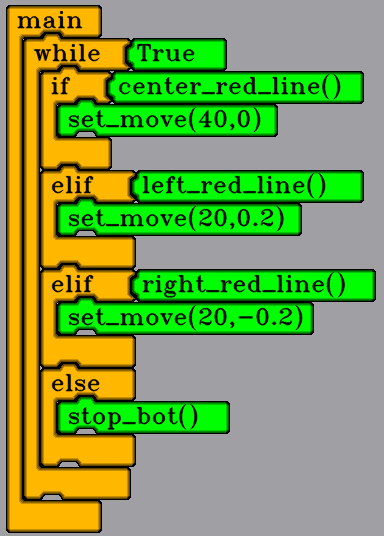 main
while True
if center_red_line()
set_move(40,0)
elif left_red_line()
set_move(20,0.2)
elif right_red_line()
set_move(20,-0.2)
else
stop_bot()